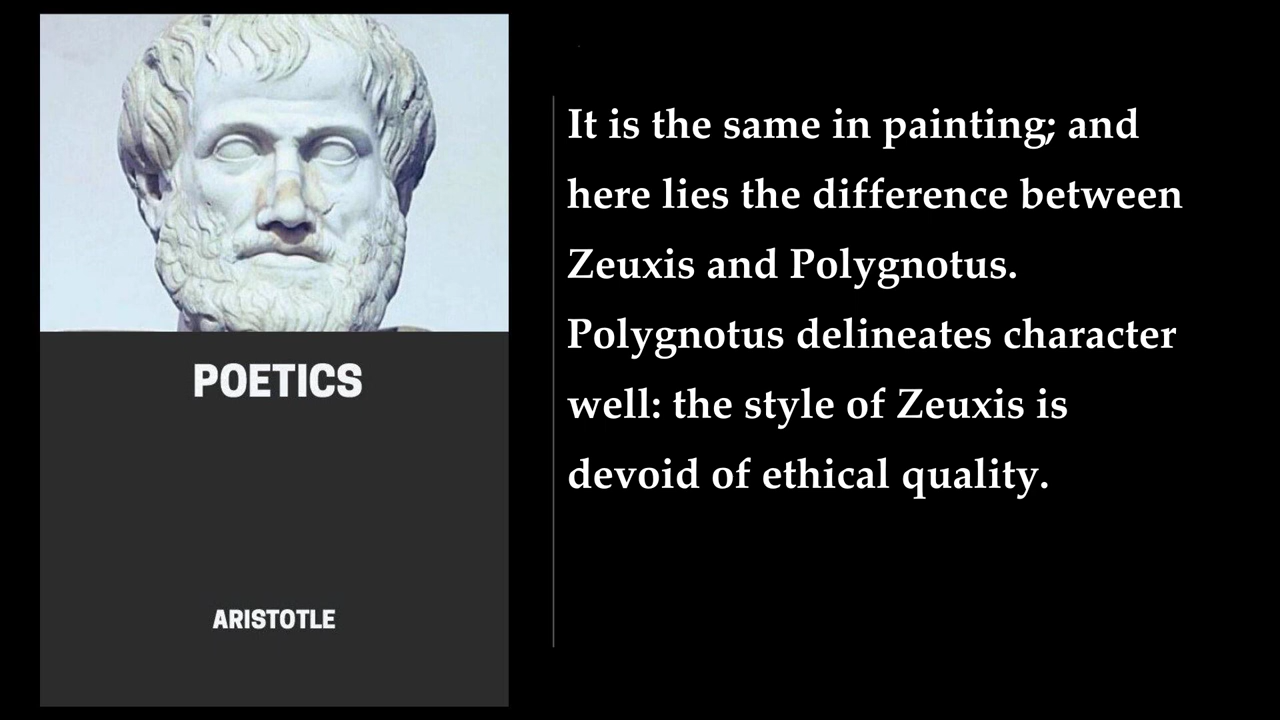 POETICS
ARISTOTLE
It is the same in painting; and
here lies the difference between
Zeuxis and Polygnotus.
Polygnotus delineates character
well: the style of Zeuxis is
devoid of ethical quality.